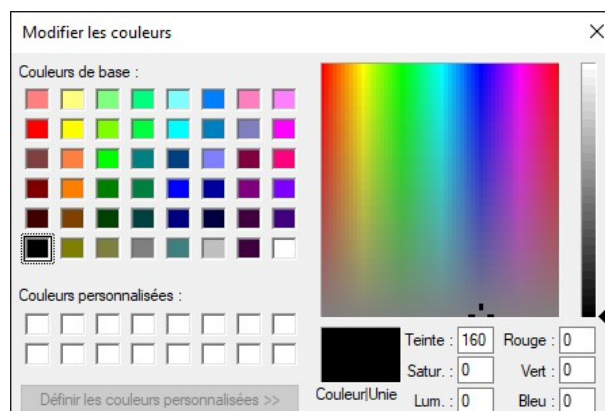 Modifier les couleurs
Couleurs de base :
Couleurs personnalisées :
Définir les couleurs personnalisées >>
Couleur|Unie
Teinte : 160 Rouge : 0
Satur. : 0 Vert : 0
Lum. : 0 Bleu : 0